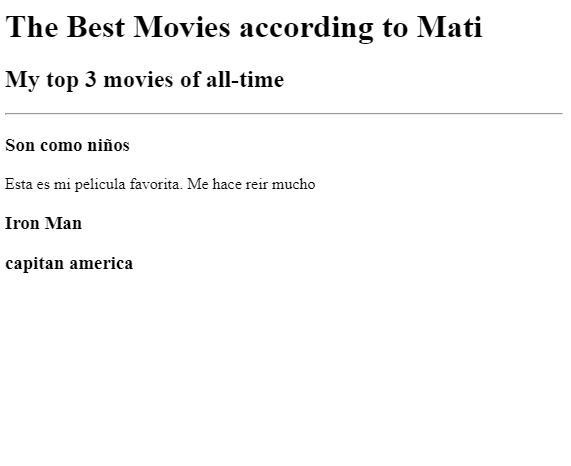 The Best Movies according to Mati
My top 3 movies of all-time
Son como niños
Esta es mi pelicula favorita. Me hace reir mucho
Iron Man
capitan america